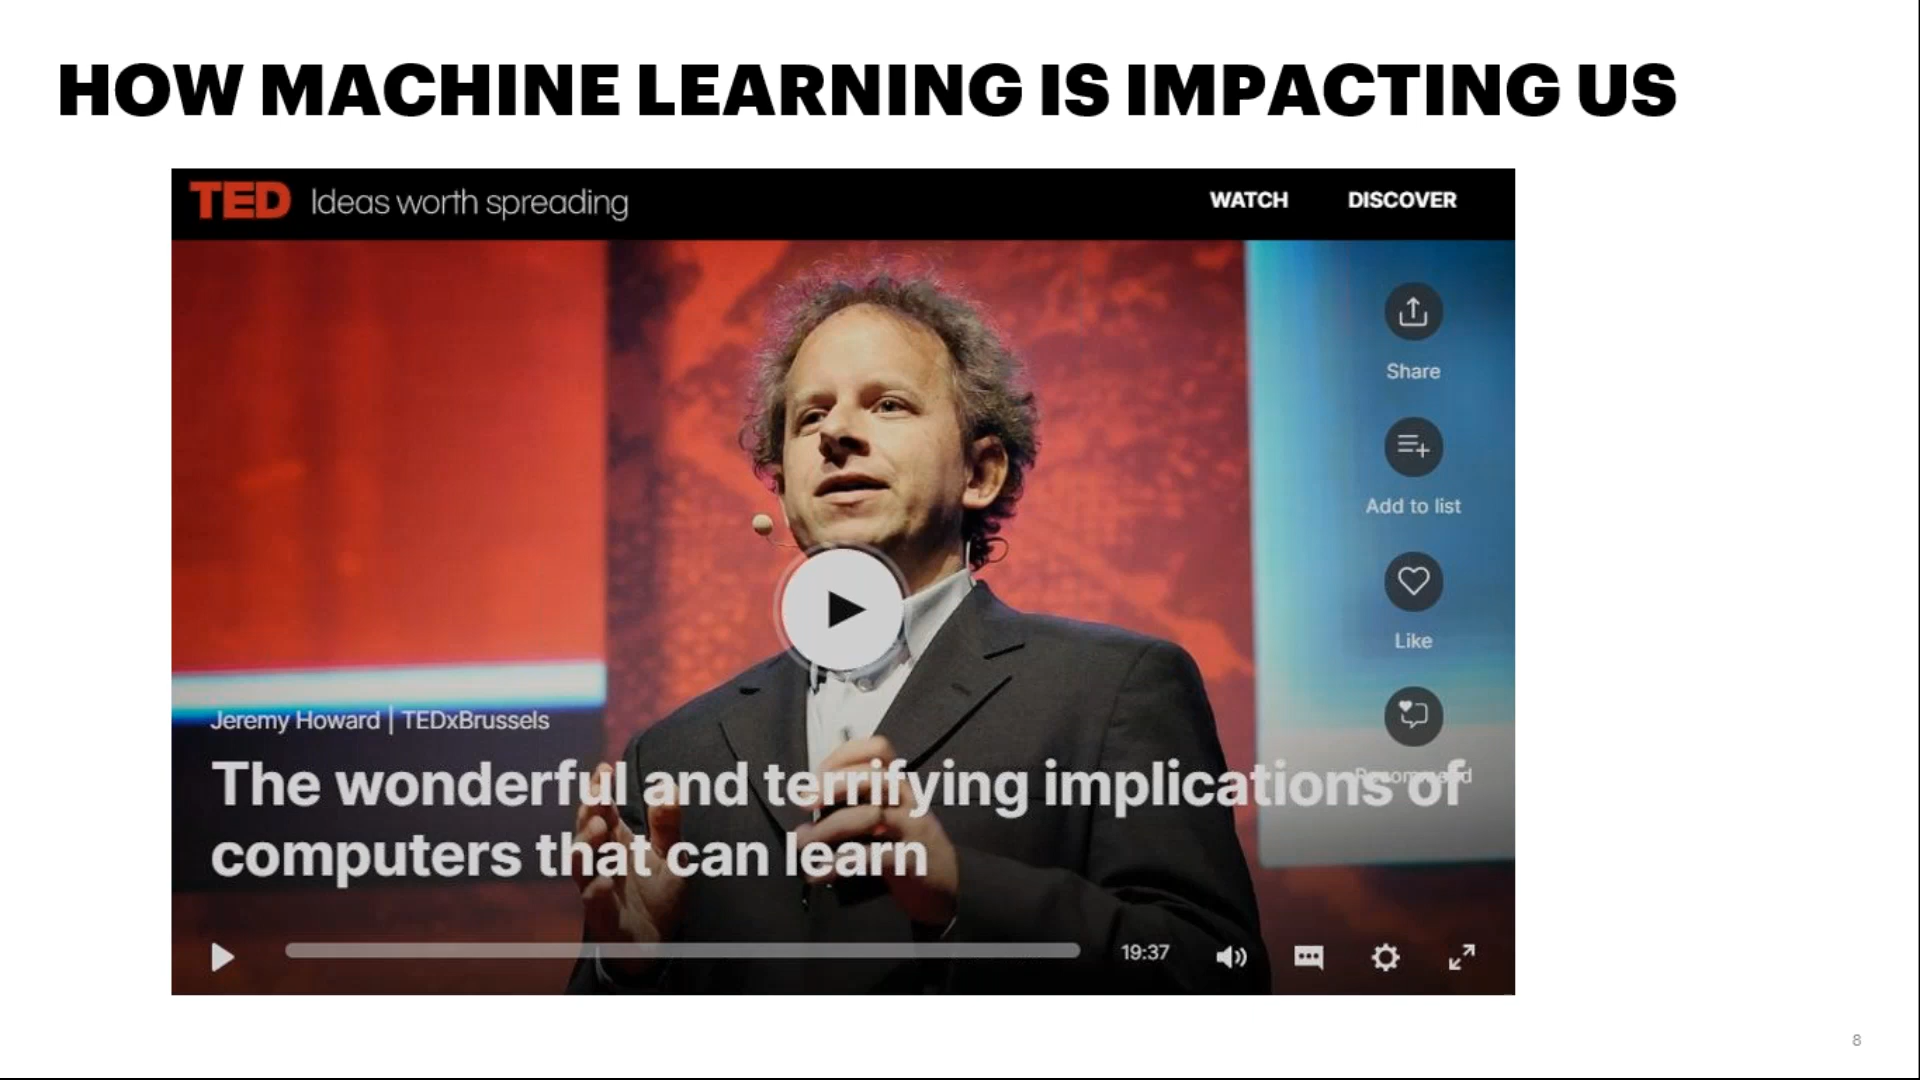 HOW MACHINE LEARNING IS IMPACTING US
TED Ideas worth spreading WATCH DISCOVER
Share
Add to list
Like
Recommend
Jeremy Howard | TEDxBrussels
The wonderful and terrifying implications of
computers that can learn
19:37
8